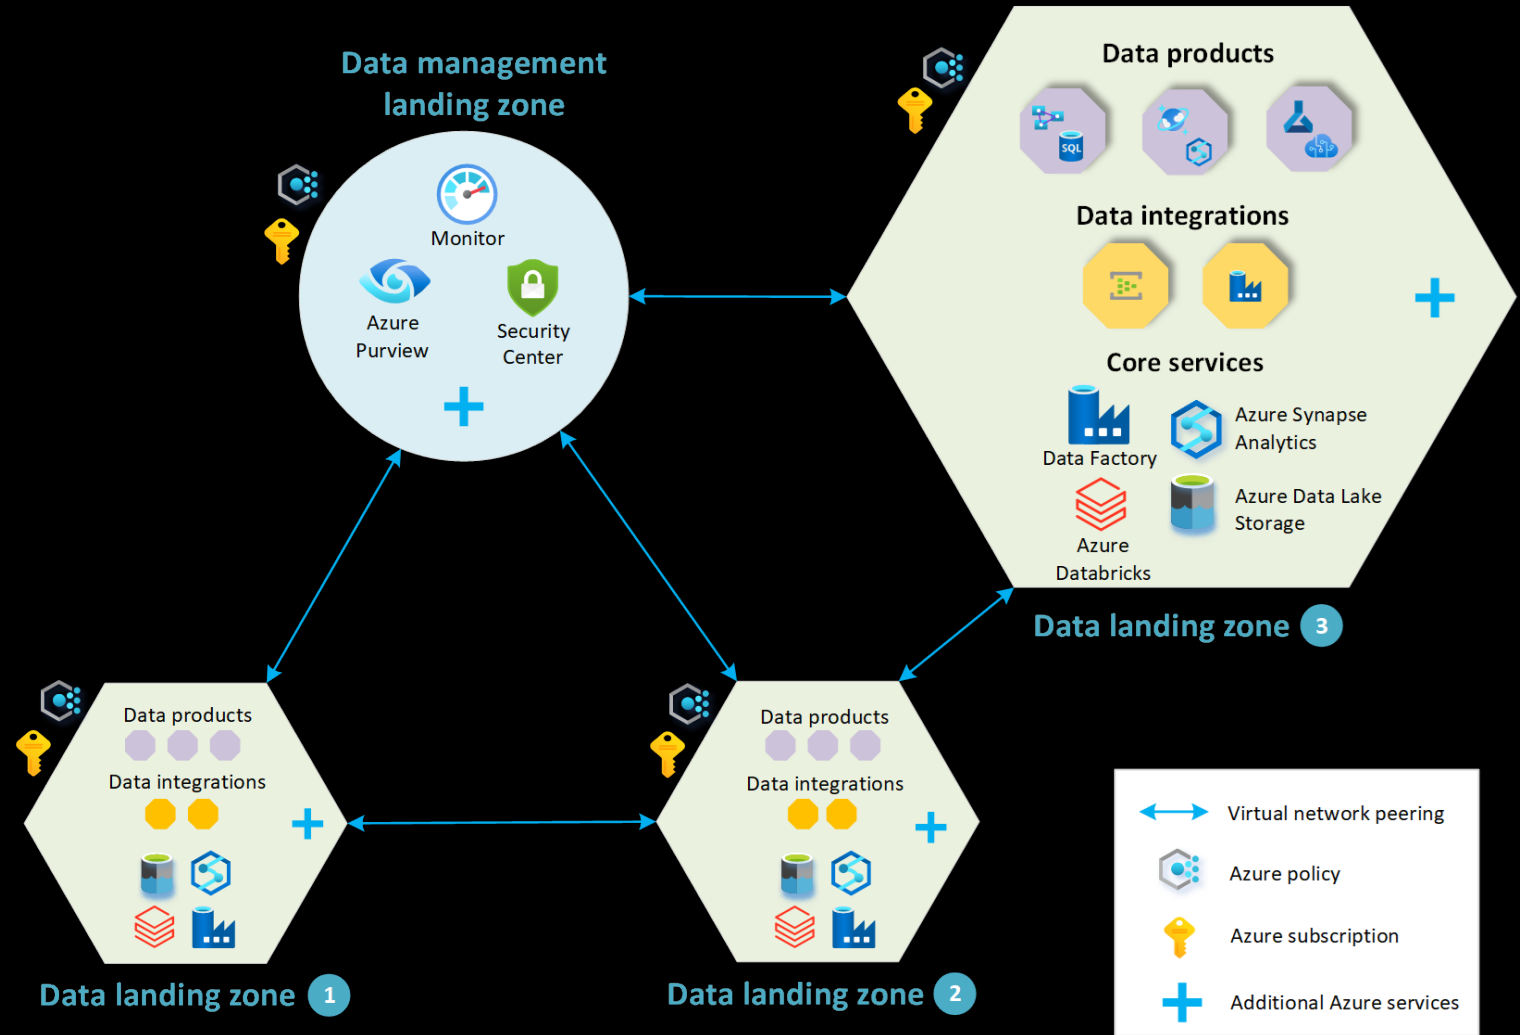 Data management
landing zone
Monitor
Azure
Purview
Security
Center
Data products
SQL
Data integrations
Core services
Data Factory
Azure Synapse
Analytics
Azure
Databricks
Azure Data Lake
Storage
Data landing zone 3
Data products
Data integrations
Data landing zone 1
Data products
Data integrations
Data landing zone 2
Virtual network peering
Azure policy
Azure subscription
Additional Azure services